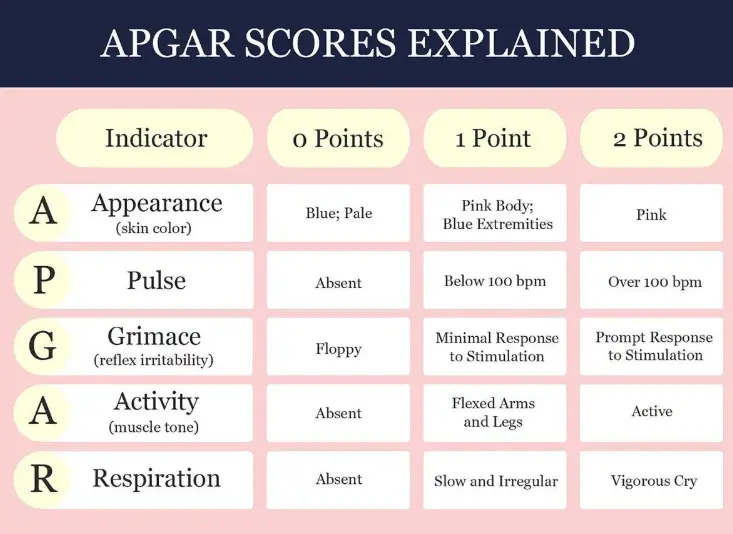 APGAR SCORES EXPLAINED
Indicator
0 Points
1 Point
2 Points
A
Appearance
(skin color)
Blue; Pale
Pink Body;
Blue Extremities
Pink
P
Pulse
Absent
Below 100 bpm
Over 100 bpm
G
Grimace
(reflex irritability)
Floppy
Minimal Response
to Stimulation
Prompt Response
to Stimulation
A
Activity
(muscle tone)
Absent
Flexed Arms
and Legs
Active
R
Respiration
Absent
Slow and Irregular
Vigorous Cry